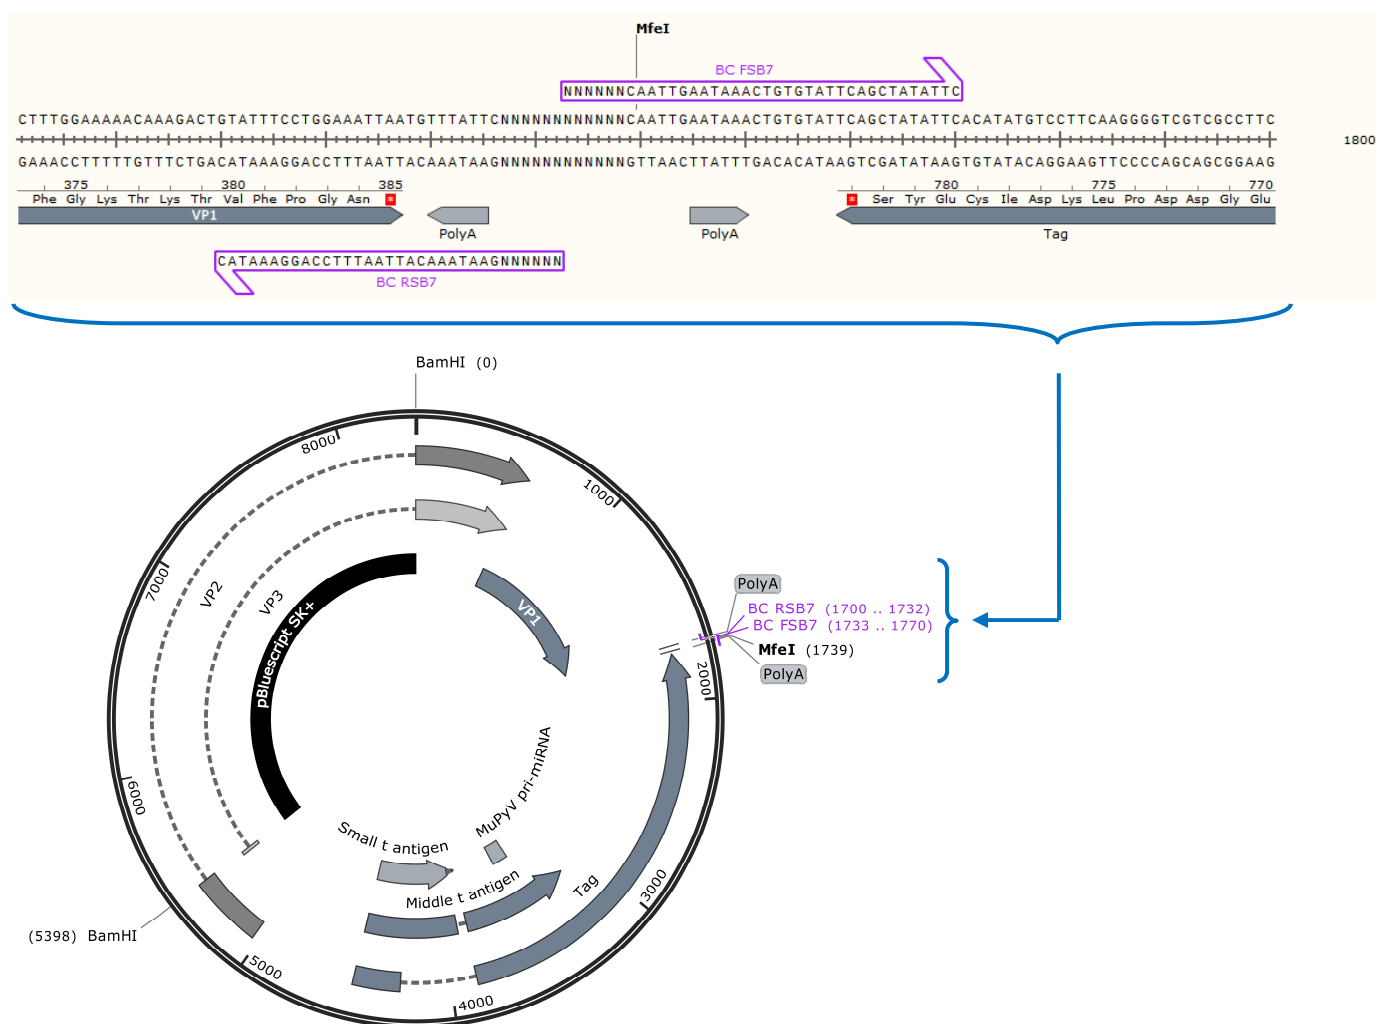 MfeI
BC FSB7
NNNNNNCAATTGAATAAACTGTGTATTCAGCTATATTC
CTTTGGAAAAACAAAGACTGTATTTCCTGGAAATTAATGTTTATTCNNNNNNNNNNNNCAATTGAATAAACTGTGTATTCAGCTATATTCACATATGTCCTTCAAGGGGTCGTCGCCTTC
1800
GAAACCTTTTTGTTTCTGACATAAAGGACCTTTAATTACAAATAAGNNNNNNNNNNNNGTTAACTTATTTGACACATAAGTCGATATAAGTGTATACAGGAAGTTCCCCAGCAGCGGAAG
375 380 385 780 775 770
Phe Gly Lys Thr Lys Thr Val Phe Pro Gly Asn * * Ser Tyr Glu Cys Ile Asp Lys Leu Pro Asp Asp Gly Glu
VP1
PolyA PolyA Tag
CATAAAGGACCTTTAATTACAAATAAGNNNNNN
BC RSB7
BamHI (0)
8000
1000
7000
VP2
VP3
VP1
PolyA
BC RSB7 (1700 .. 1732)
BC FSB7 (1733 .. 1770)
MfeI (1739)
PolyA
pBluescript SK+
2000
6000
MuPyV pri-miRNA
Small t antigen
Middle t antigen
Tag
3000
(5398) BamHI
5000
4000